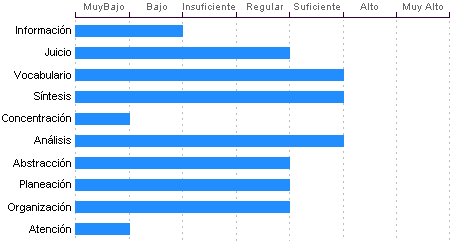 MuyBajo Bajo Insuficiente Regular Suficiente Alto Muy Alto
Información
Juicio
Vocabulario
Síntesis
Concentración
Análisis
Abstracción
Planeación
Organización
Atención